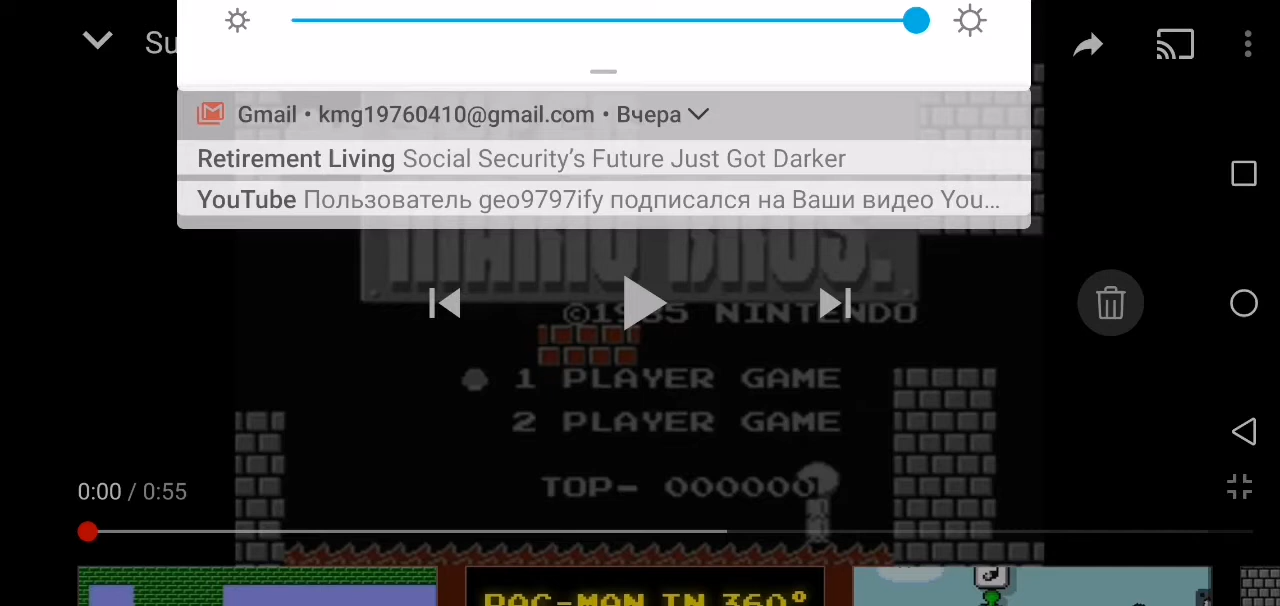 Su
Gmail • kmg19760410@gmail.com • Вчера
Retirement Living Social Security’s Future Just Got Darker
YouTube Пользователь geo9797ify подписался на Ваши видео You...
MARIO BROS.
©1985 NINTENDO
1 PLAYER GAME
2 PLAYER GAME
TOP- 000000
0:00 / 0:55
PAC-MAN IN 360°